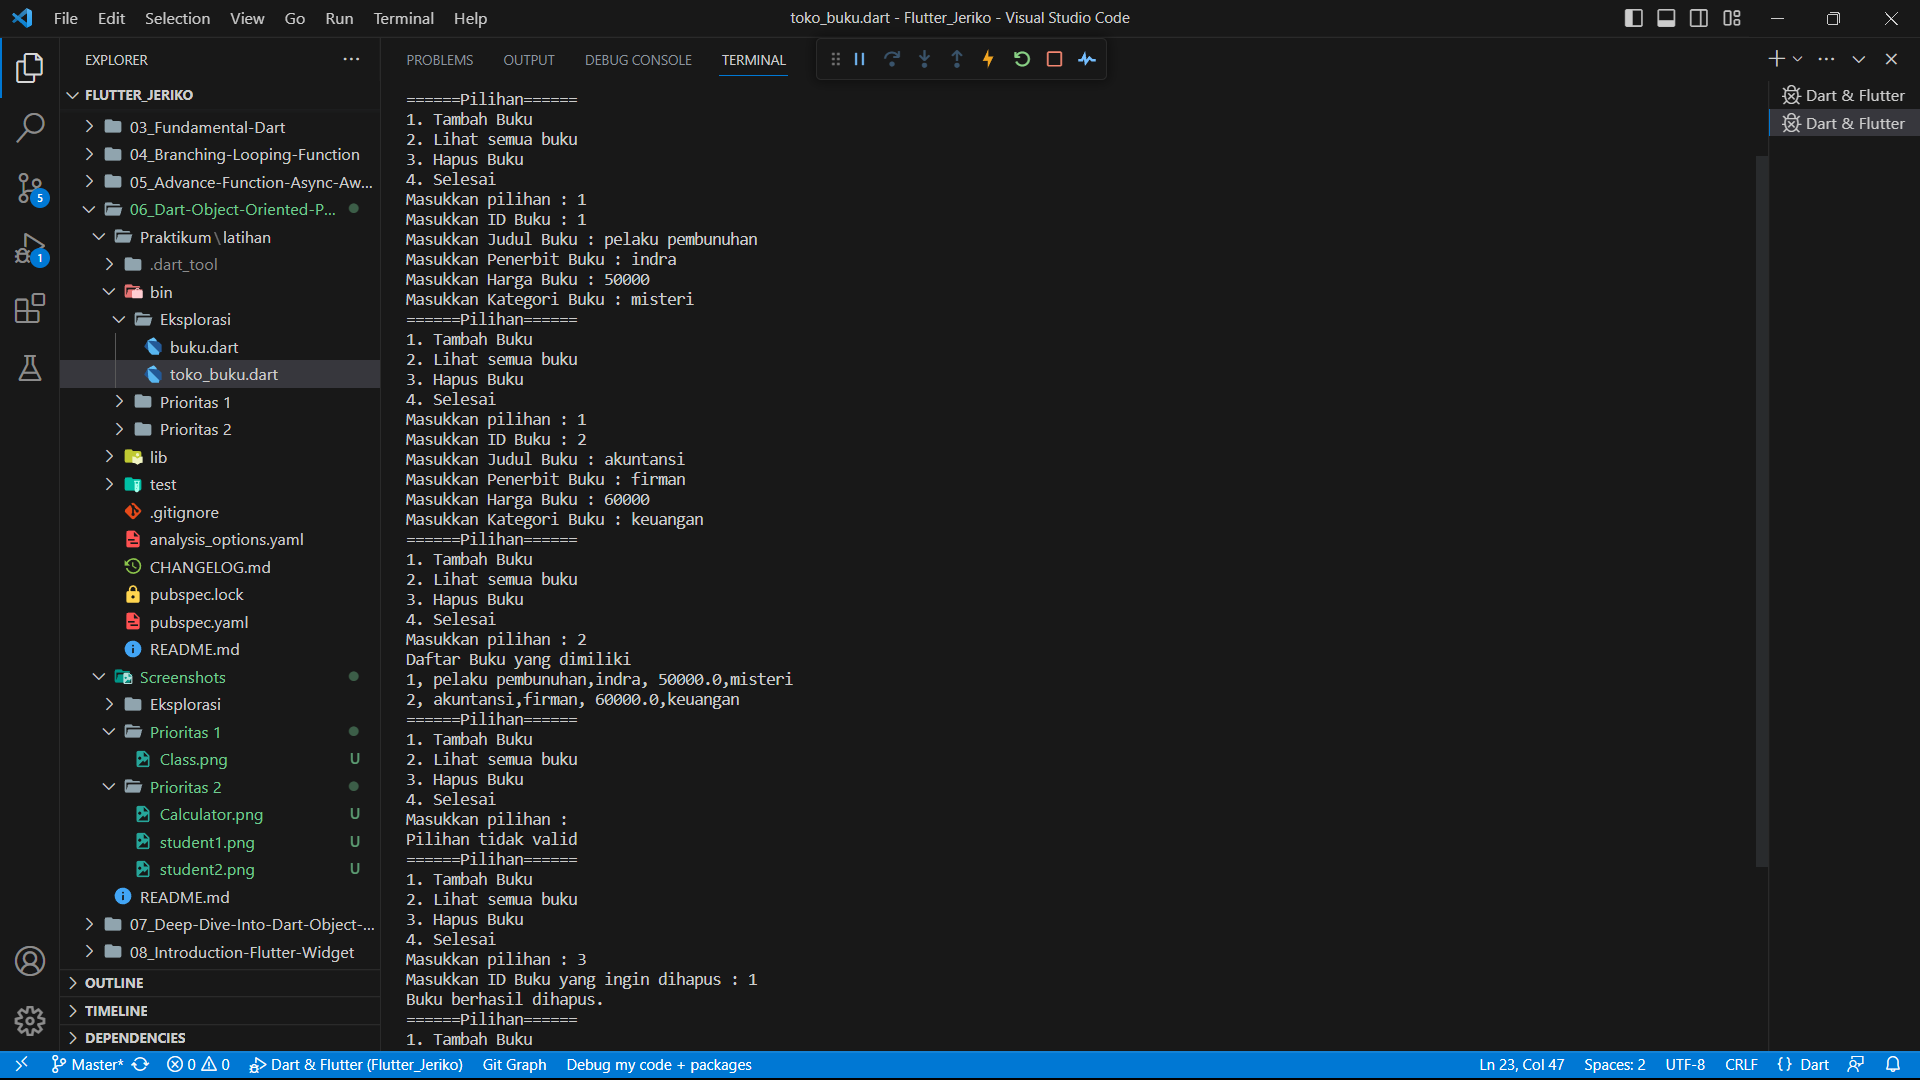 File Edit Selection View Go Run Terminal Help
toko_buku.dart - Flutter_Jeriko - Visual Studio Code
EXPLORER
FLUTTER_JERIKO
03_Fundamental-Dart
04_Branching-Looping-Function
05_Advance-Function-Async-Aw...
06_Dart-Object-Oriented-P...
Praktikum\latihan
.dart_tool
bin
Eksplorasi
buku.dart
toko_buku.dart
Prioritas 1
Prioritas 2
lib
test
.gitignore
analysis_options.yaml
CHANGELOG.md
pubspec.lock
pubspec.yaml
README.md
Screenshots
Eksplorasi
Prioritas 1
Class.png U
Prioritas 2
Calculator.png U
student1.png U
student2.png U
README.md
07_Deep-Dive-Into-Dart-Object-...
08_Introduction-Flutter-Widget
OUTLINE
TIMELINE
DEPENDENCIES
5
1
PROBLEMS OUTPUT DEBUG CONSOLE TERMINAL
======Pilihan======
1. Tambah Buku
2. Lihat semua buku
3. Hapus Buku
4. Selesai
Masukkan pilihan : 1
Masukkan ID Buku : 1
Masukkan Judul Buku : pelaku pembunuhan
Masukkan Penerbit Buku : indra
Masukkan Harga Buku : 50000
Masukkan Kategori Buku : misteri
======Pilihan======
1. Tambah Buku
2. Lihat semua buku
3. Hapus Buku
4. Selesai
Masukkan pilihan : 1
Masukkan ID Buku : 2
Masukkan Judul Buku : akuntansi
Masukkan Penerbit Buku : firman
Masukkan Harga Buku : 60000
Masukkan Kategori Buku : keuangan
======Pilihan======
1. Tambah Buku
2. Lihat semua buku
3. Hapus Buku
4. Selesai
Masukkan pilihan : 2
Daftar Buku yang dimiliki
1, pelaku pembunuhan,indra, 50000.0,misteri
2, akuntansi,firman, 60000.0,keuangan
======Pilihan======
1. Tambah Buku
2. Lihat semua buku
3. Hapus Buku
4. Selesai
Masukkan pilihan :
Pilihan tidak valid
======Pilihan======
1. Tambah Buku
2. Lihat semua buku
3. Hapus Buku
4. Selesai
Masukkan pilihan : 3
Masukkan ID Buku yang ingin dihapus : 1
Buku berhasil dihapus.
======Pilihan======
1. Tambah Buku
Dart & Flutter
Dart & Flutter
Master* 0 0 Dart & Flutter (Flutter_Jeriko) Git Graph Debug my code + packages
Ln 23, Col 47 Spaces: 2 UTF-8 CRLF {} Dart